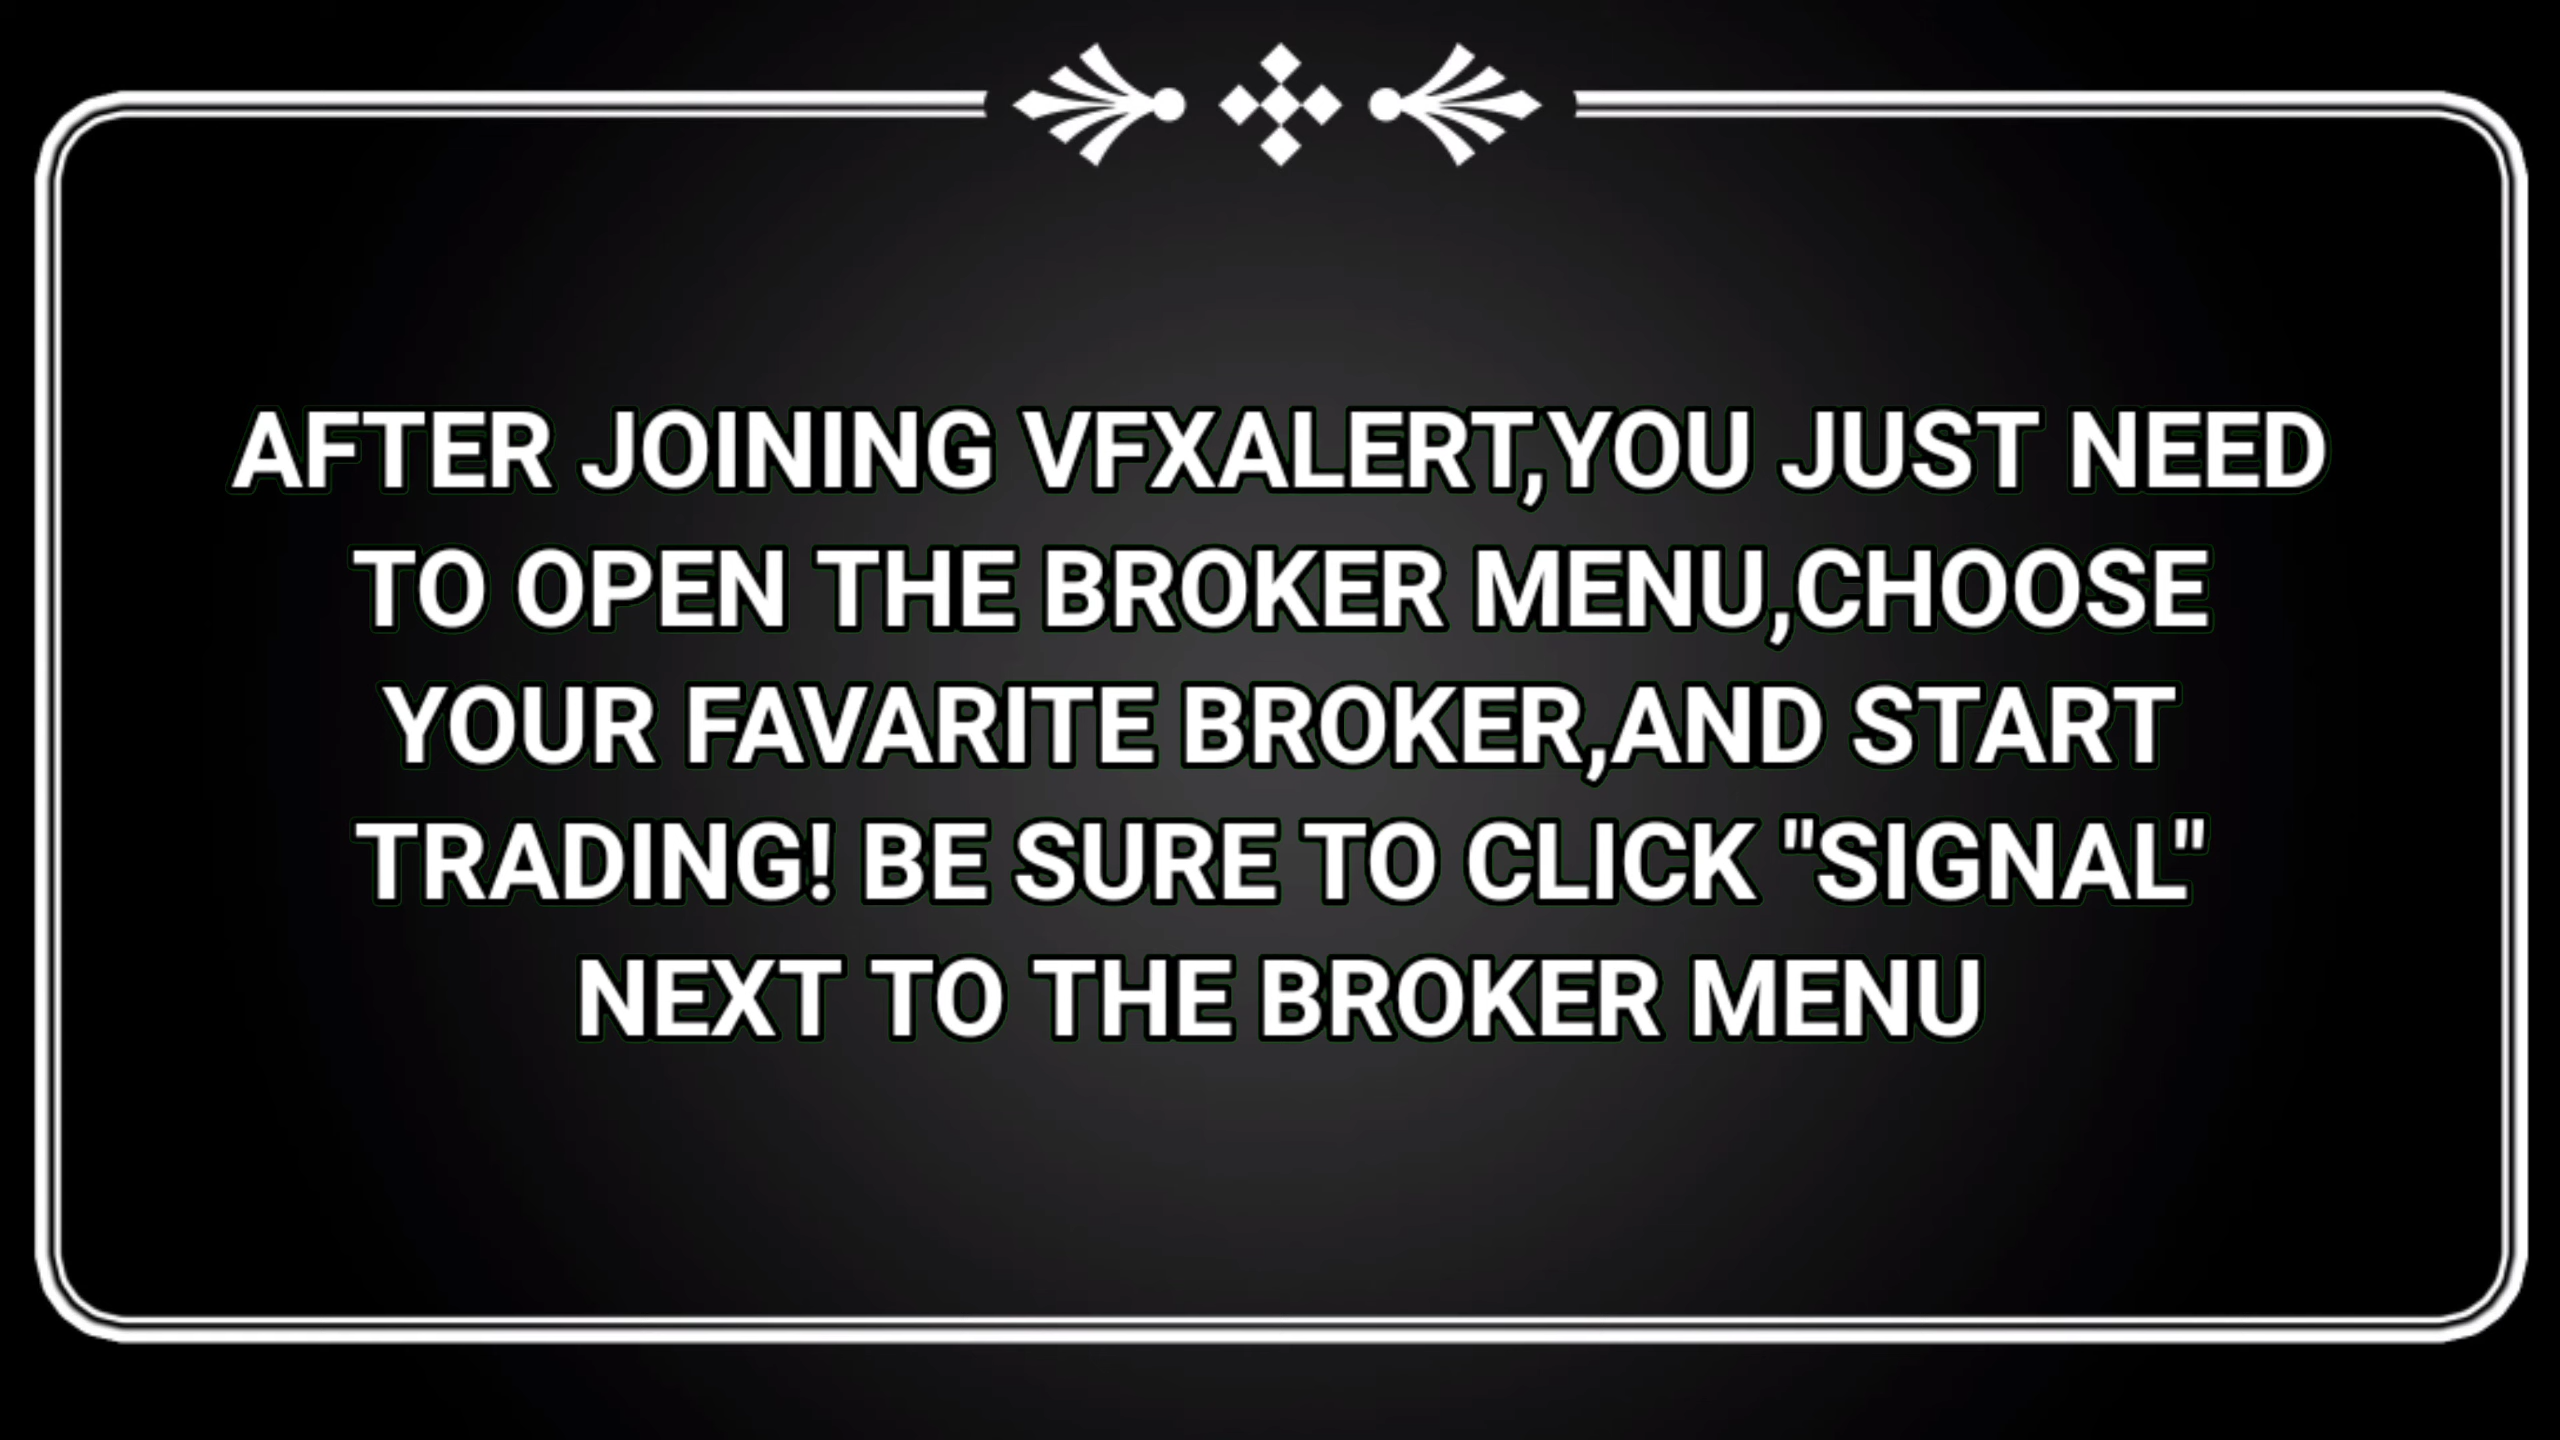 AFTER JOINING VFXALERT,YOU JUST NEED
TO OPEN THE BROKER MENU,CHOOSE
YOUR FAVARITE BROKER,AND START
TRADING! BE SURE TO CLICK "SIGNAL"
NEXT TO THE BROKER MENU